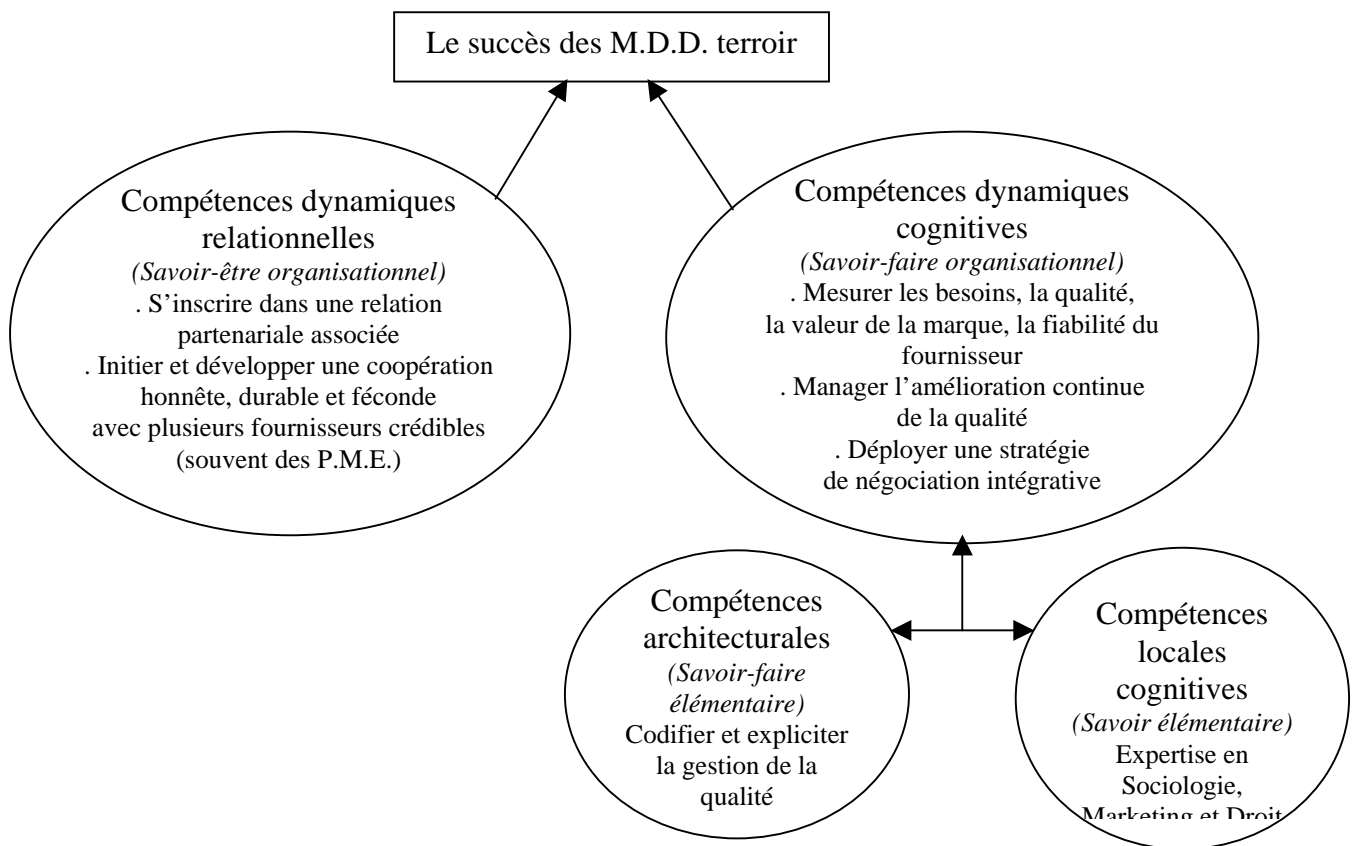 Le succès des M.D.D. terroir
Compétences dynamiques
relationnelles
(Savoir-être organisationnel)
. S’inscrire dans une relation
partenariale associée
. Initier et développer une coopération
honnête, durable et féconde
avec plusieurs fournisseurs crédibles
(souvent des P.M.E.)
Compétences dynamiques
cognitives
(Savoir-faire organisationnel)
. Mesurer les besoins, la qualité,
la valeur de la marque, la fiabilité du
fournisseur
. Manager l’amélioration continue
de la qualité
. Déployer une stratégie
de négociation intégrative
Compétences
architecturales
(Savoir-faire
élémentaire)
Codifier et expliciter
la gestion de la
qualité
Compétences
locales
cognitives
(Savoir élémentaire)
Expertise en
Sociologie,
Marketing et Droit